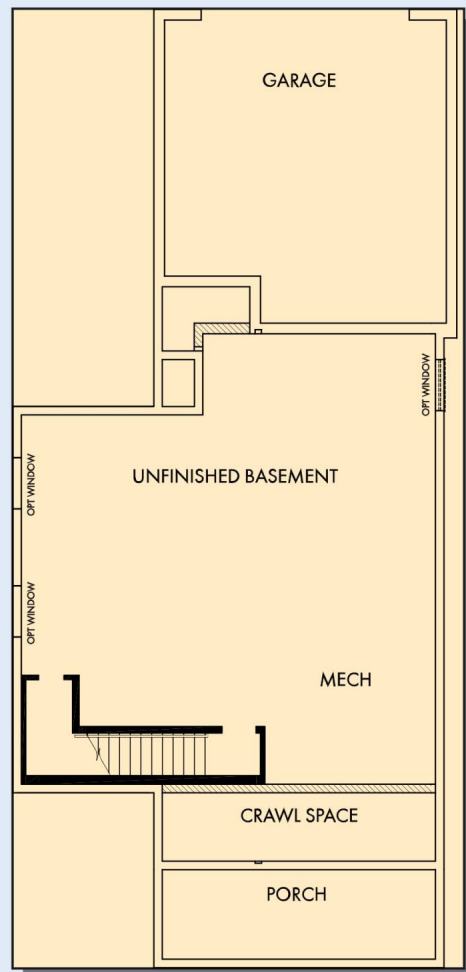 GARAGE
OPT WINDOW
UNFINISHED BASEMENT
OPT WINDOW
OPT WINDOW
MECH
CRAWL SPACE
PORCH